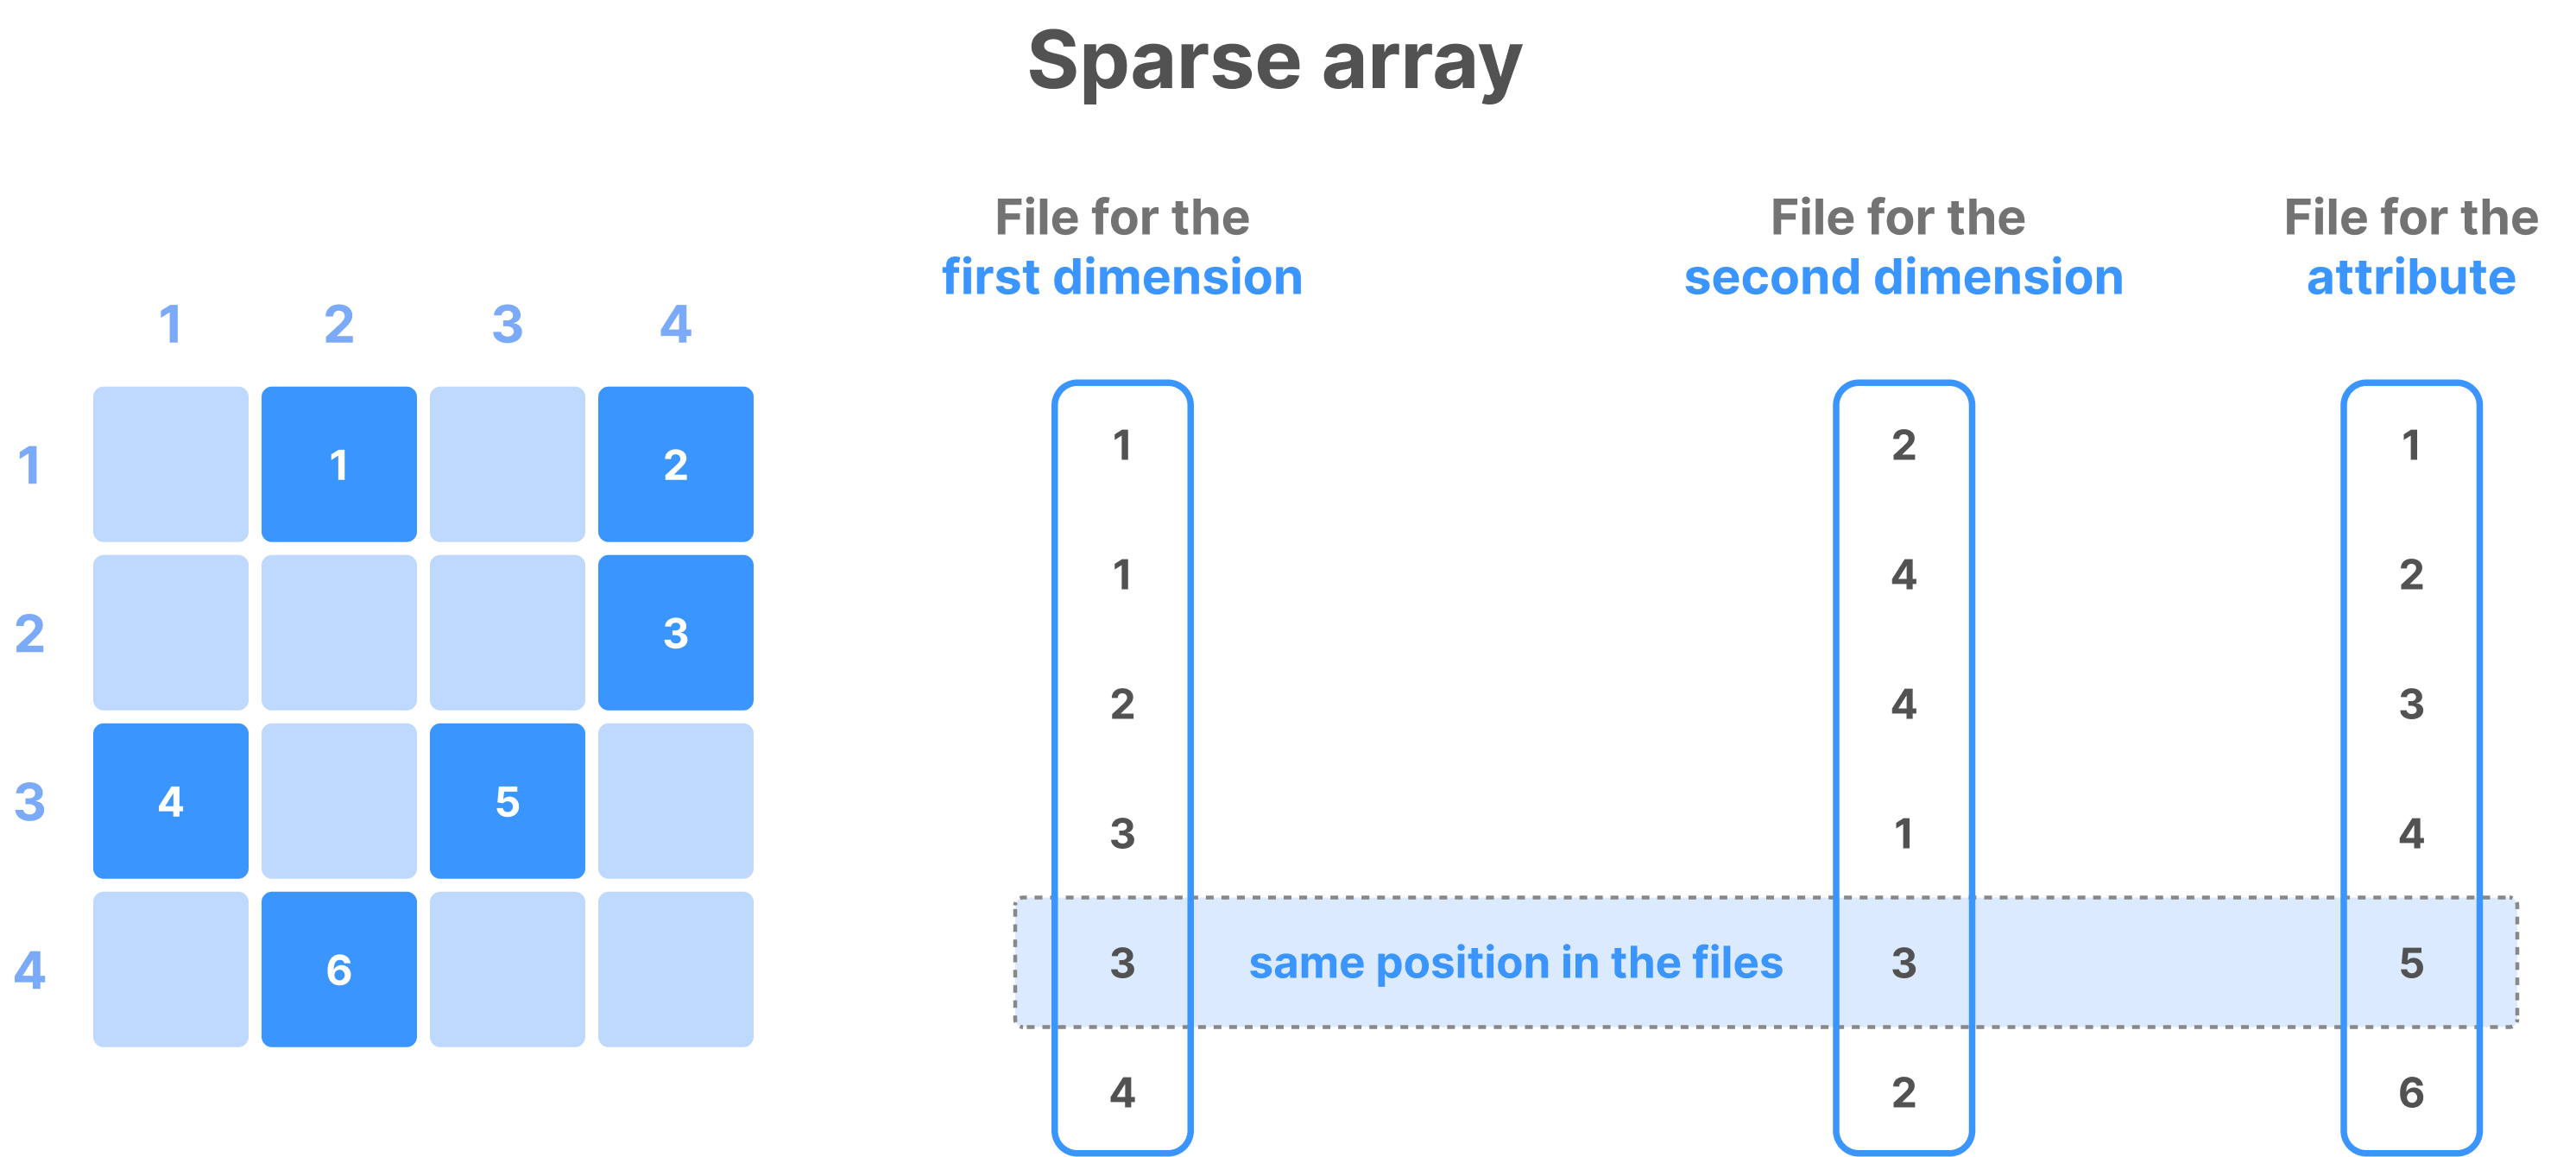 Sparse array
File for the
first dimension
File for the
second dimension
File for the
attribute
1 2 3 4
1 1 2
2 3
3 4 5
4 6
1 2 1
1 4 2
2 4 3
3 1 4
3 same position in the files 3 5
4 2 6